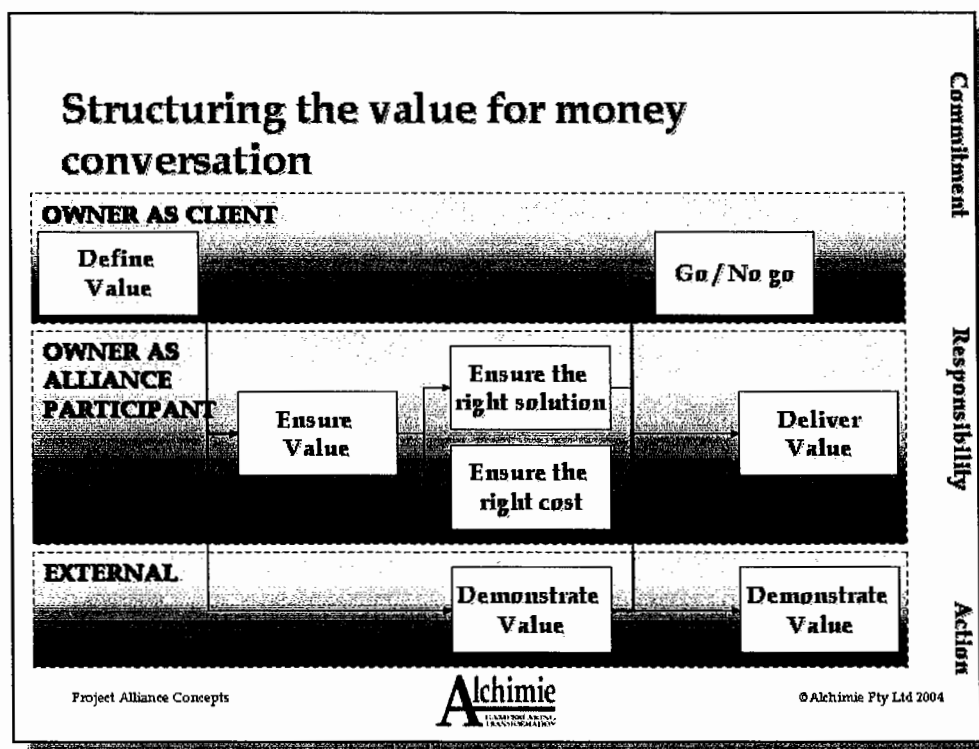 Structuring the value for money
conversation
OWNER AS CLIENT
Define
Value
Go/No go
OWNER AS
ALLIANCE
PARTICIPANT
Ensure
Value
Ensure the
right solution
Ensure the
right cost
Deliver
Value
EXTERNAL
Demonstrate
Value
Demonstrate
Value
Commitment
Responsibility
Action
Project Alliance Concepts
Alchimie
TRANSFORMATION
©Alchimie Pty Ltd 2004